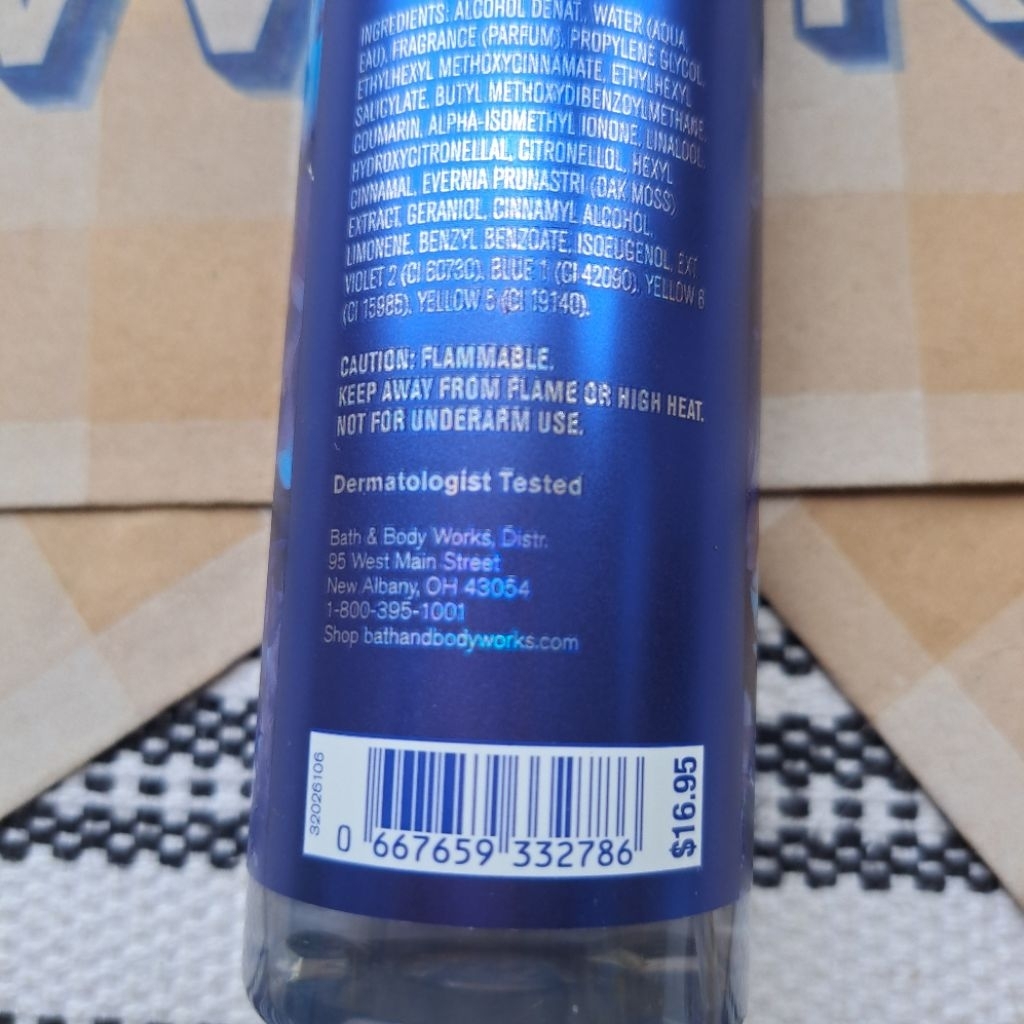 INGREDIENTS: ALCOHOL DENAT., WATER (AQUA,
EAU), FRAGRANCE (PARFUM), PROPYLENE GLYCOL,
ETHYLHEXYL METHOXYCINNAMATE, ETHYLHEXYL
SALICYLATE, BUTYL METHOXYDIBENZOYLMETHANE,
COUMARIN, ALPHA-ISOMETHYL IONONE, LINALOOL,
HYDROXYCITRONELLAL, CITRONELLOL, HEXYL
CINNAMAL, EVERNIA PRUNASTRI (OAK MOSS)
EXTRACT, GERANIOL, CINNAMYL ALCOHOL,
LIMONENE, BENZYL BENZOATE, ISOEUGENOL, EXT.
VIOLET 2 (CI 60730), BLUE 1 (CI 42090), YELLOW 6
(CI 15985), YELLOW 5 (CI 19140).
CAUTION: FLAMMABLE.
KEEP AWAY FROM FLAME OR HIGH HEAT.
NOT FOR UNDERARM USE.
Dermatologist Tested
Bath & Body Works, Distr.
95 West Main Street
New Albany, OH 43054
1-800-395-1001
Shop bathandbodyworks.com
32026106
0 667659 332786
$16.95